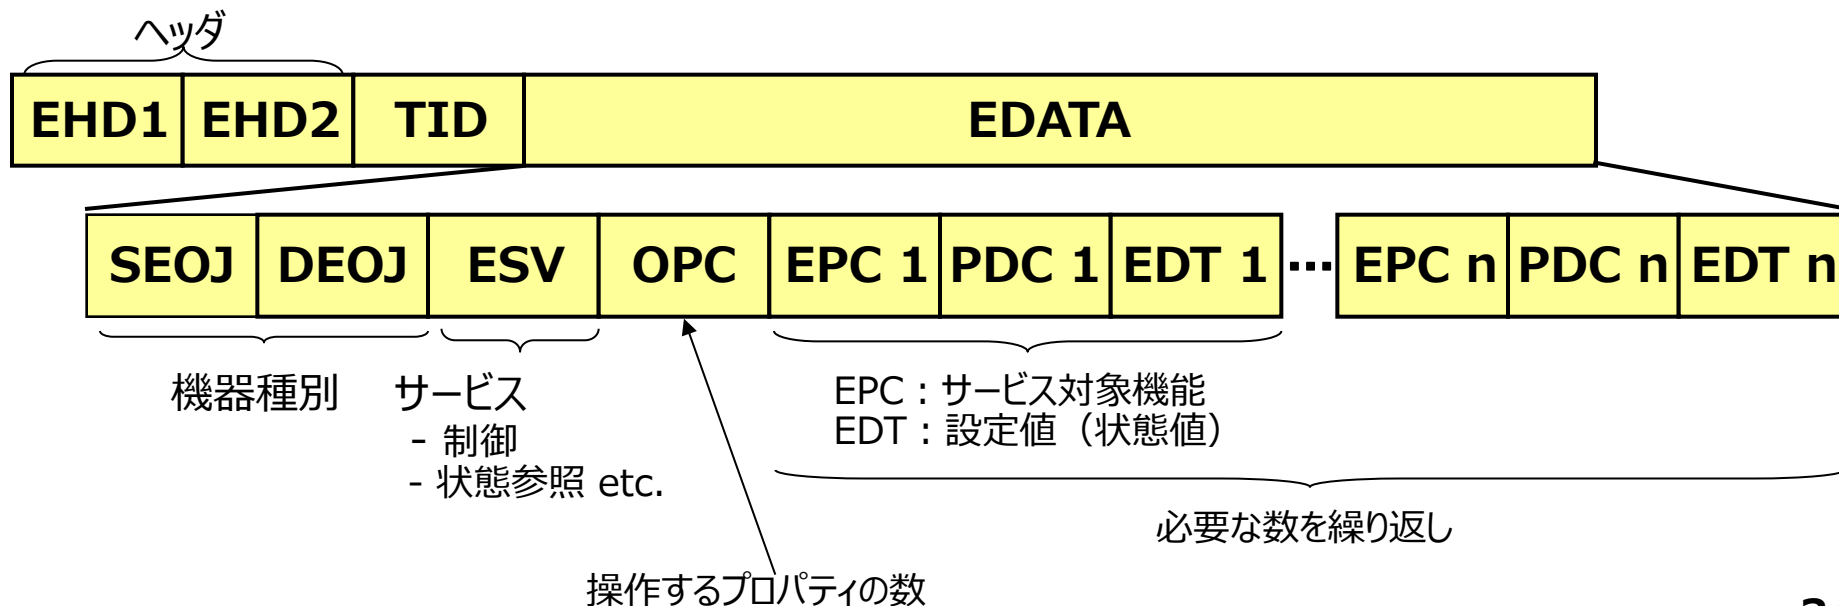 ヘッダ
EHD1 EHD2 TID EDATA
SEOJ DEOJ ESV OPC EPC 1 PDC 1 EDT 1 … EPC n PDC n EDT n
機器種別 サービス
- 制御
- 状態参照 etc.
EPC：サービス対象機能
EDT：設定値（状態値）
必要な数を繰り返し
操作するプロパティの数